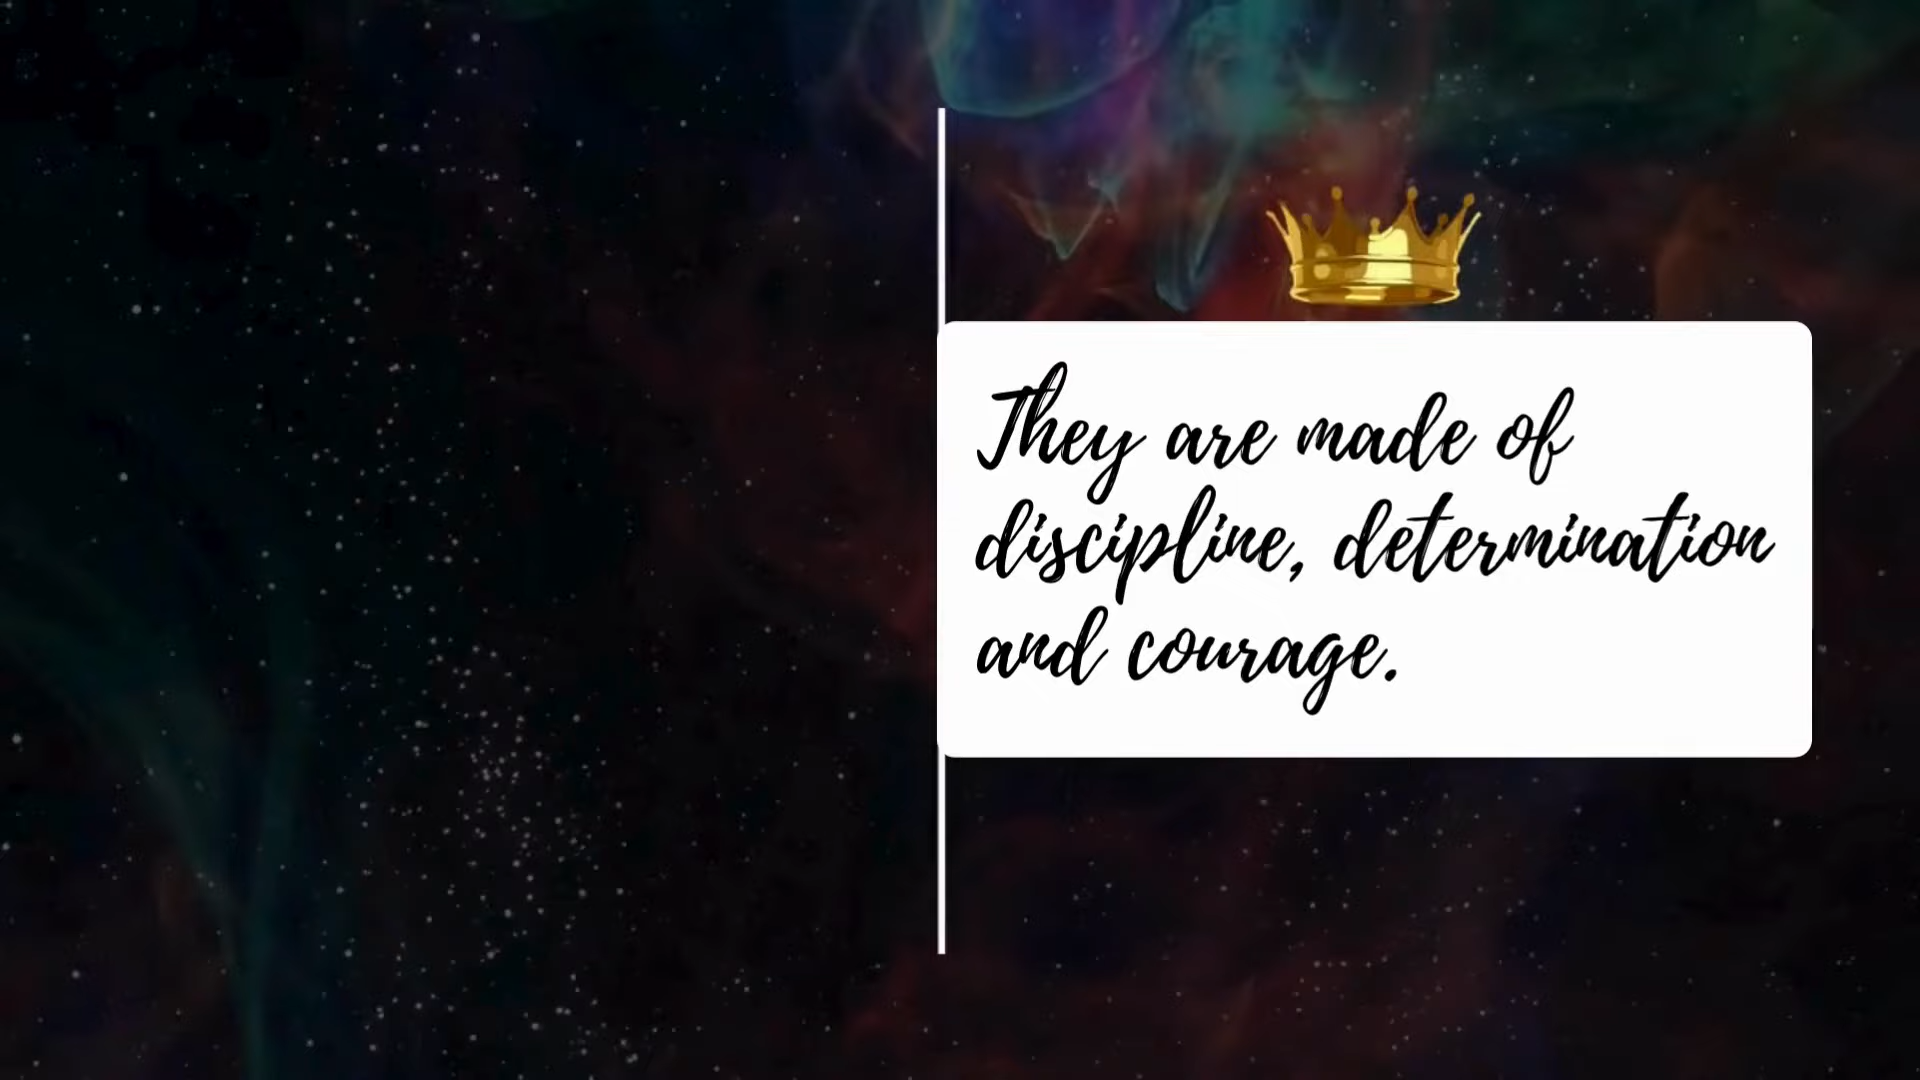 They are made of
discipline, determination
and courage.